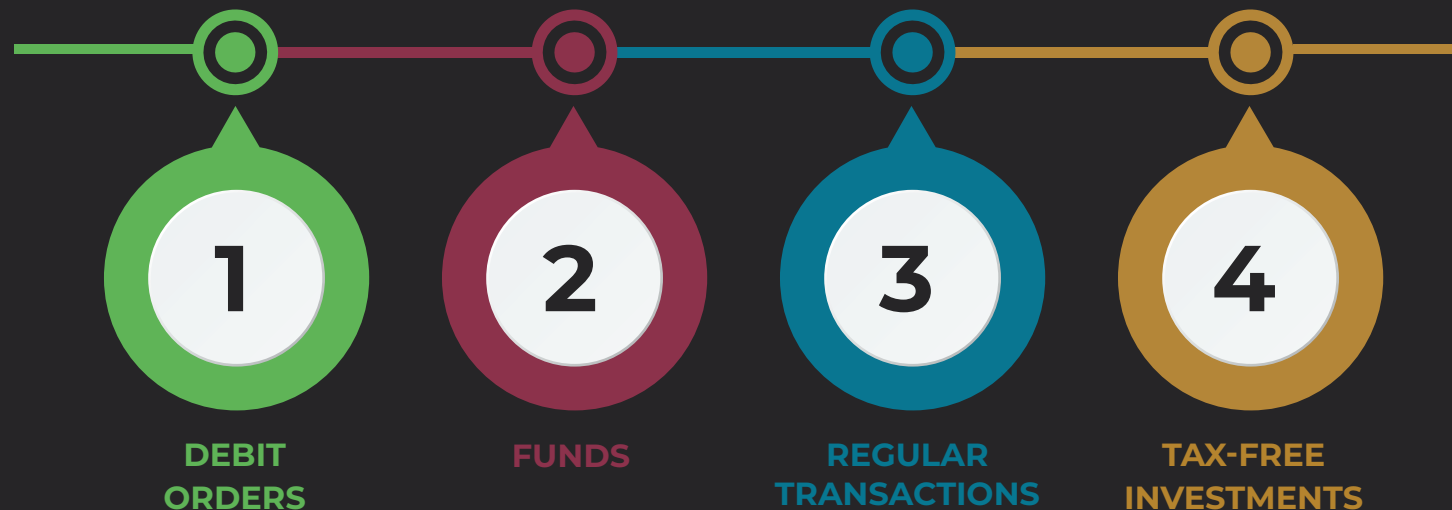 1
2
3
4
DEBIT
ORDERS
FUNDS
REGULAR
TRANSACTIONS
TAX-FREE
INVESTMENTS